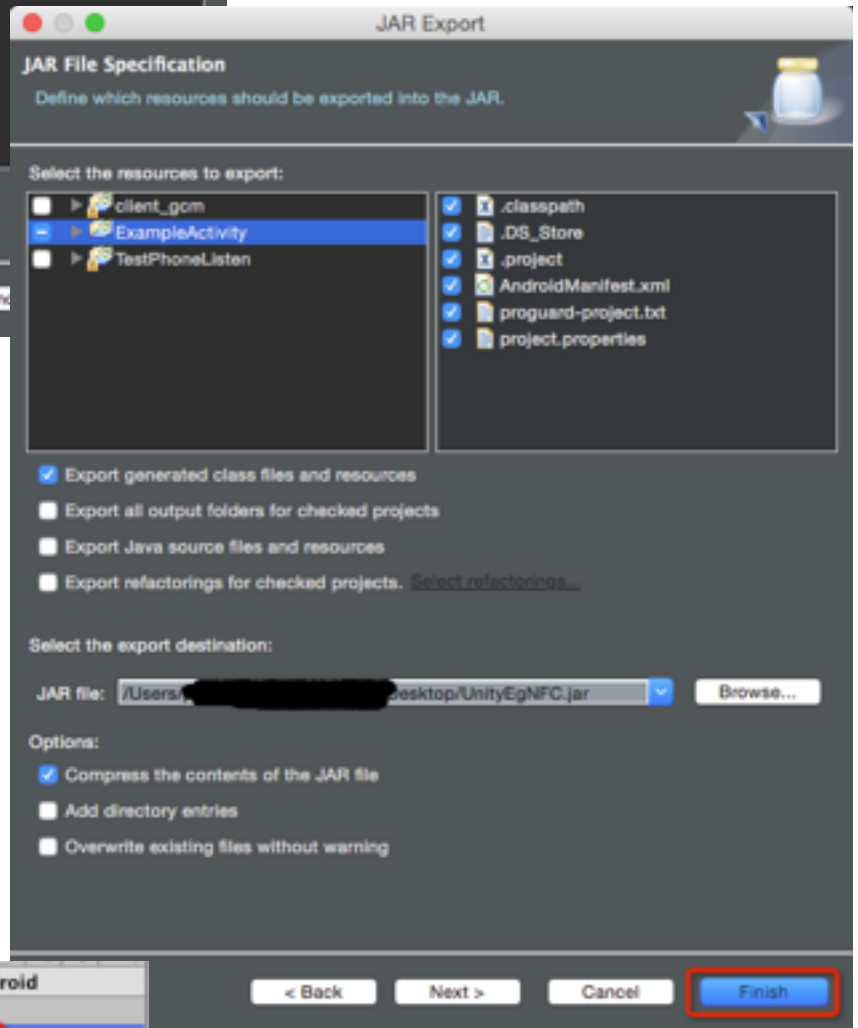 JAR Export
JAR File Specification
Define which resources should be exported into the JAR.
Select the resources to export:
client_gcm
ExampleActivity
TestPhoneListen
.classpath
.DS_Store
.project
AndroidManifest.xml
proguard-project.txt
project.properties
Export generated class files and resources
Export all output folders for checked projects
Export Java source files and resources
Export refactorings for checked projects. Select refactorings...
Select the export destination:
JAR file: /Users/ Desktop/UnityEgNFC.jar Browse...
Options:
Compress the contents of the JAR file
Add directory entries
Overwrite existing files without warning
roid
< Back Next > Cancel Finish